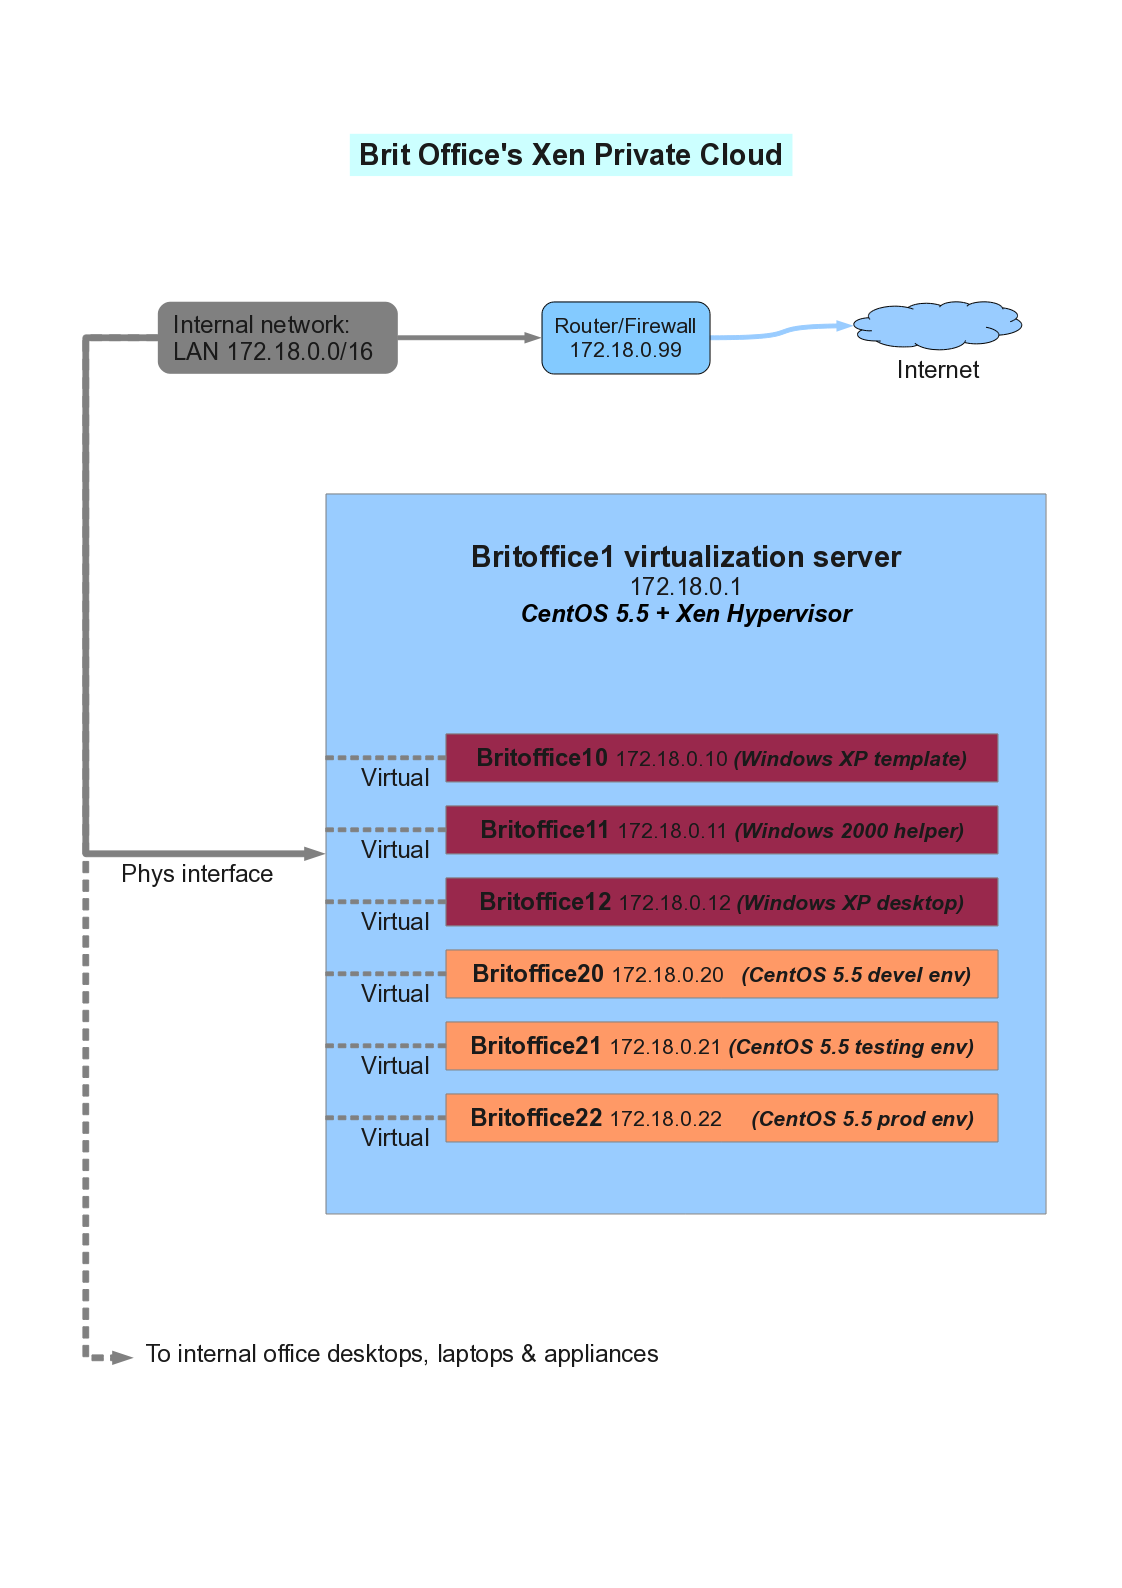 Brit Office's Xen Private Cloud
Internal network:
LAN 172.18.0.0/16
Router/Firewall
172.18.0.99
Internet
Britoffice1 virtualization server
172.18.0.1
CentOS 5.5 + Xen Hypervisor
Britoffice10 172.18.0.10 (Windows XP template)
Virtual
Britoffice11 172.18.0.11 (Windows 2000 helper)
Virtual
Phys interface
Britoffice12 172.18.0.12 (Windows XP desktop)
Virtual
Britoffice20 172.18.0.20 (CentOS 5.5 devel env)
Virtual
Britoffice21 172.18.0.21 (CentOS 5.5 testing env)
Virtual
Britoffice22 172.18.0.22 (CentOS 5.5 prod env)
Virtual
To internal office desktops, laptops & appliances